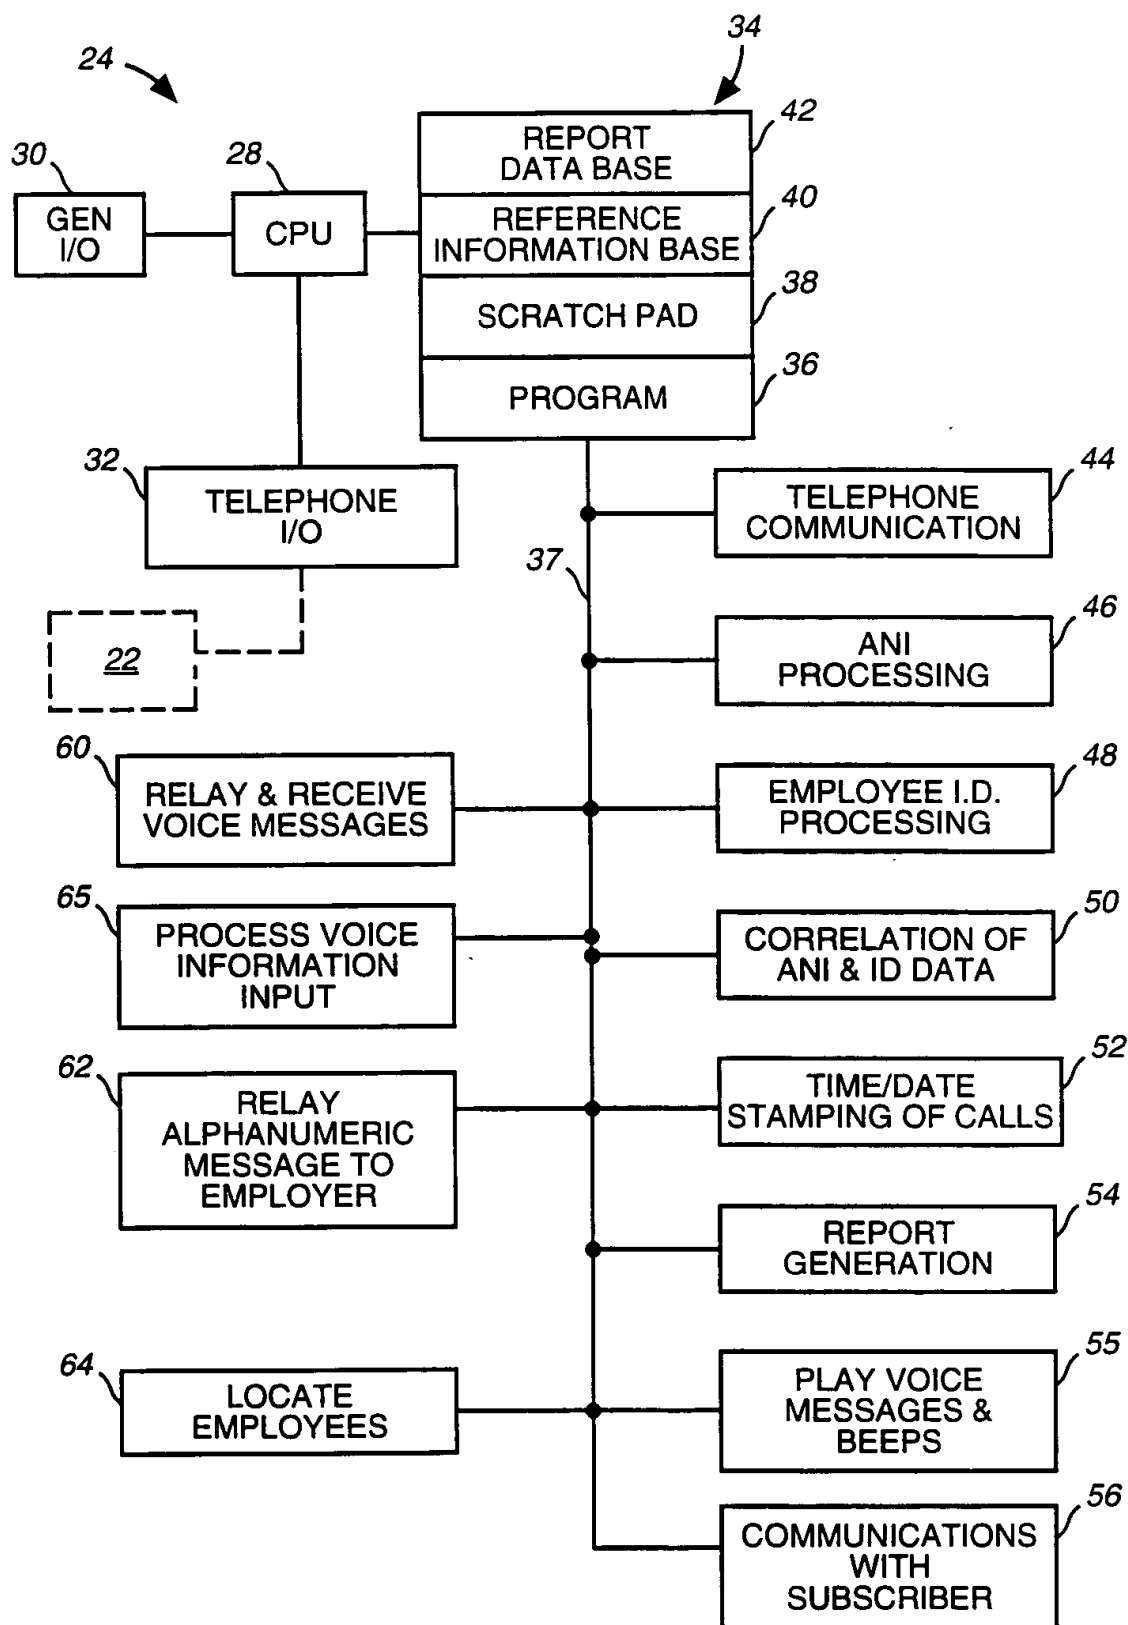 24
34
42
REPORT
DATA BASE
30
28
40
GEN
I/O
CPU
REFERENCE
INFORMATION BASE
38
SCRATCH PAD
36
PROGRAM
32
TELEPHONE
I/O
44
TELEPHONE
COMMUNICATION
37
22
46
ANI
PROCESSING
60
RELAY & RECEIVE
VOICE MESSAGES
48
EMPLOYEE I.D.
PROCESSING
65
PROCESS VOICE
INFORMATION
INPUT
50
CORRELATION OF
ANI & ID DATA
62
RELAY
ALPHANUMERIC
MESSAGE TO
EMPLOYER
52
TIME/DATE
STAMPING OF CALLS
54
REPORT
GENERATION
64
LOCATE
EMPLOYEES
55
PLAY VOICE
MESSAGES &
BEEPS
56
COMMUNICATIONS
WITH
SUBSCRIBER